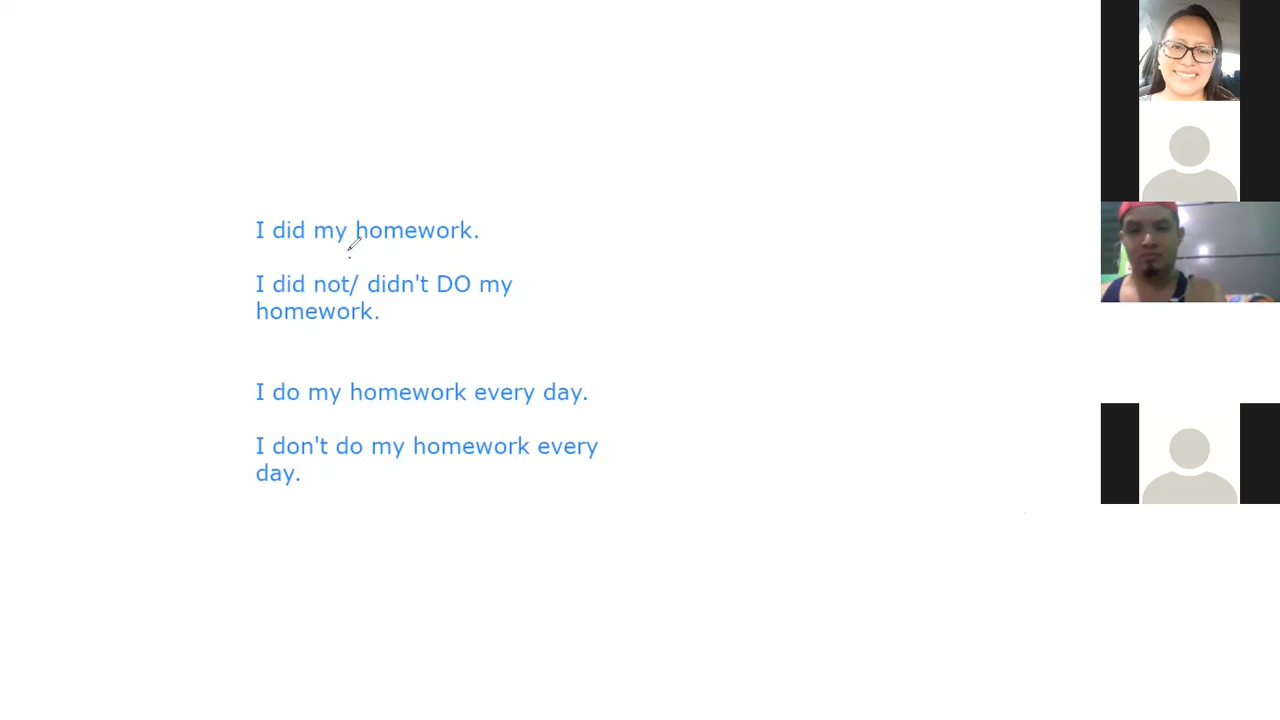 I did my homework.
I did not/ didn't DO my
homework.
I do my homework every day.
I don't do my homework every
day.